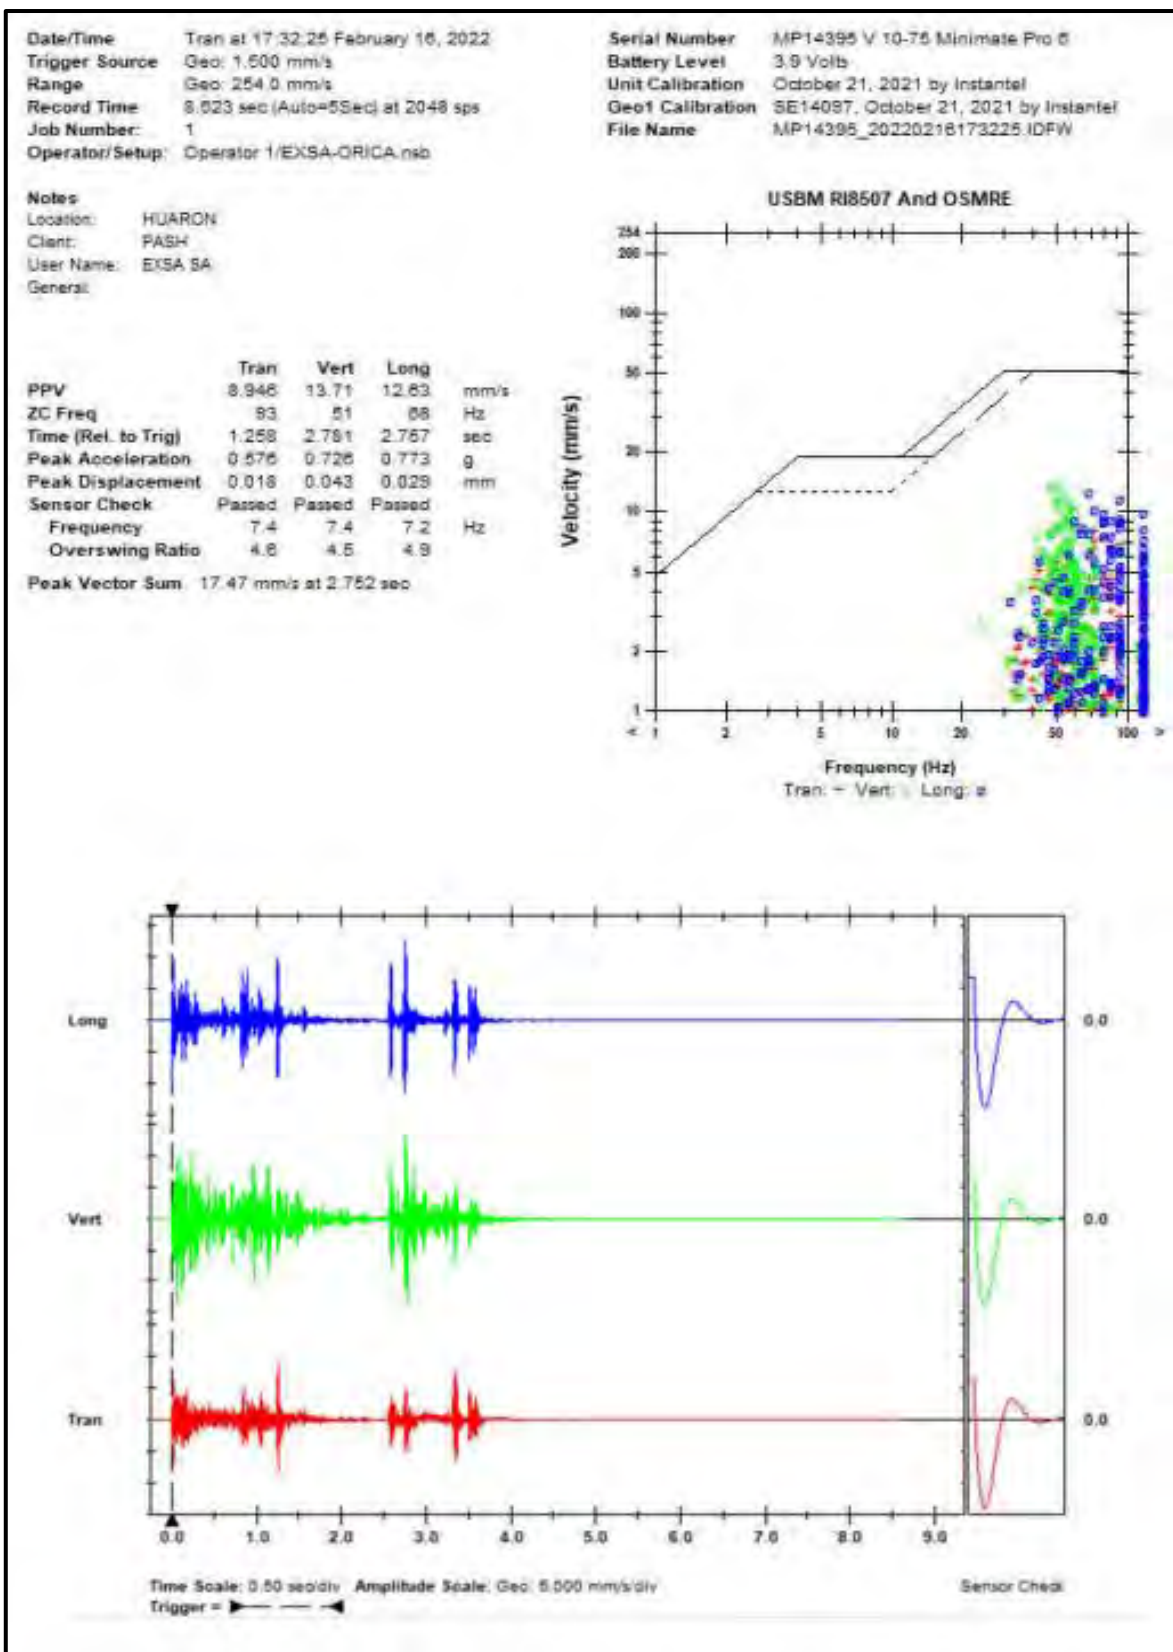 Date/Time Tran at 17:32:25 February 16, 2022
Trigger Source Geo: 1.500 mm/s
Range Geo: 254.0 mm/s
Record Time 8.623 sec (Auto=5Sec) at 2048 sps
Job Number: 1
Operator/Setup: Operator 1/EXSA-ORICA.nsb
Serial Number MP14395 V 10-76 Minimate Pro 6
Battery Level 3.9 Volts
Unit Calibration October 21, 2021 by Instantel
Geo1 Calibration SE14097, October 21, 2021 by Instantel
File Name MP14395_20220216173225.IDFW
Notes
Location: HUARON
Client: PASH
User Name: EXSA SA
General:
Tran Vert Long
PPV 8.946 13.71 12.63 mm/s
ZC Freq 93 51 68 Hz
Time (Rel. to Trig) 1.258 2.781 2.757 sec
Peak Acceleration 0.576 0.726 0.773 g
Peak Displacement 0.018 0.043 0.029 mm
Sensor Check Passed Passed Passed
Frequency 7.4 7.4 7.2 Hz
Overswing Ratio 4.6 4.5 4.9
Peak Vector Sum 17.47 mm/s at 2.752 sec
USBM RI8507 And OSMRE
254
200
100
50
20
10
5
2
1
Velocity (mm/s)
< 1 2 5 10 20 50 100 >
Frequency (Hz)
Tran: + Vert: Long: ø
Long 0.0
Vert 0.0
Tran 0.0
0.0 1.0 2.0 3.0 4.0 5.0 6.0 7.0 8.0 9.0
Time Scale: 0.50 sec/div Amplitude Scale: Geo: 5.000 mm/s/div Sensor Check
Trigger =